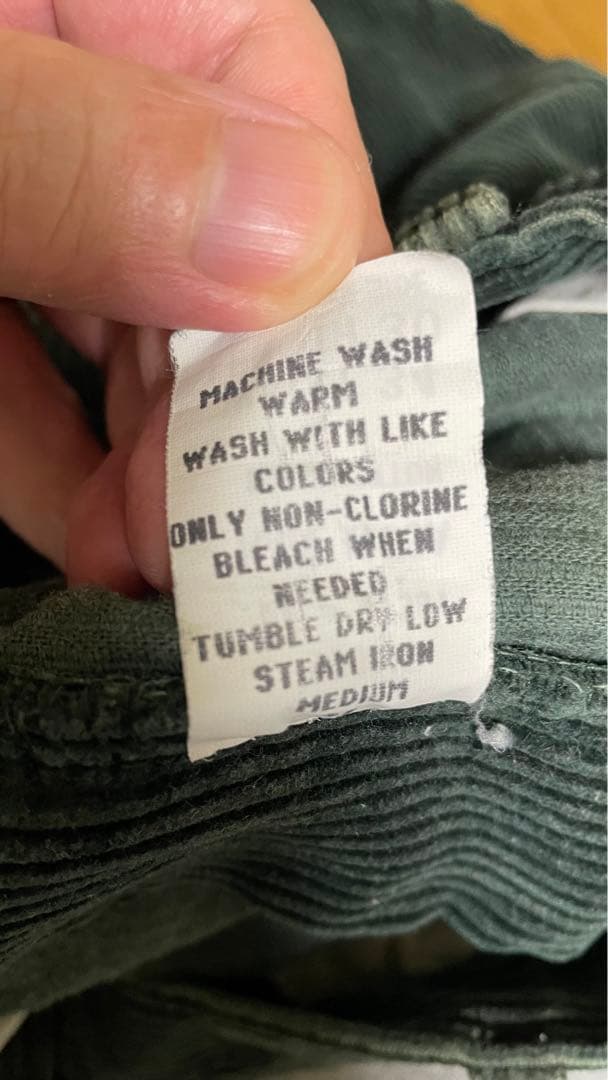 MACHINE WASH
WARM
WASH WITH LIKE
COLORS
ONLY NON-CLORINE
BLEACH WHEN
NEEDED
TUMBLE DRY LOW
STEAM IRON
MEDIUM